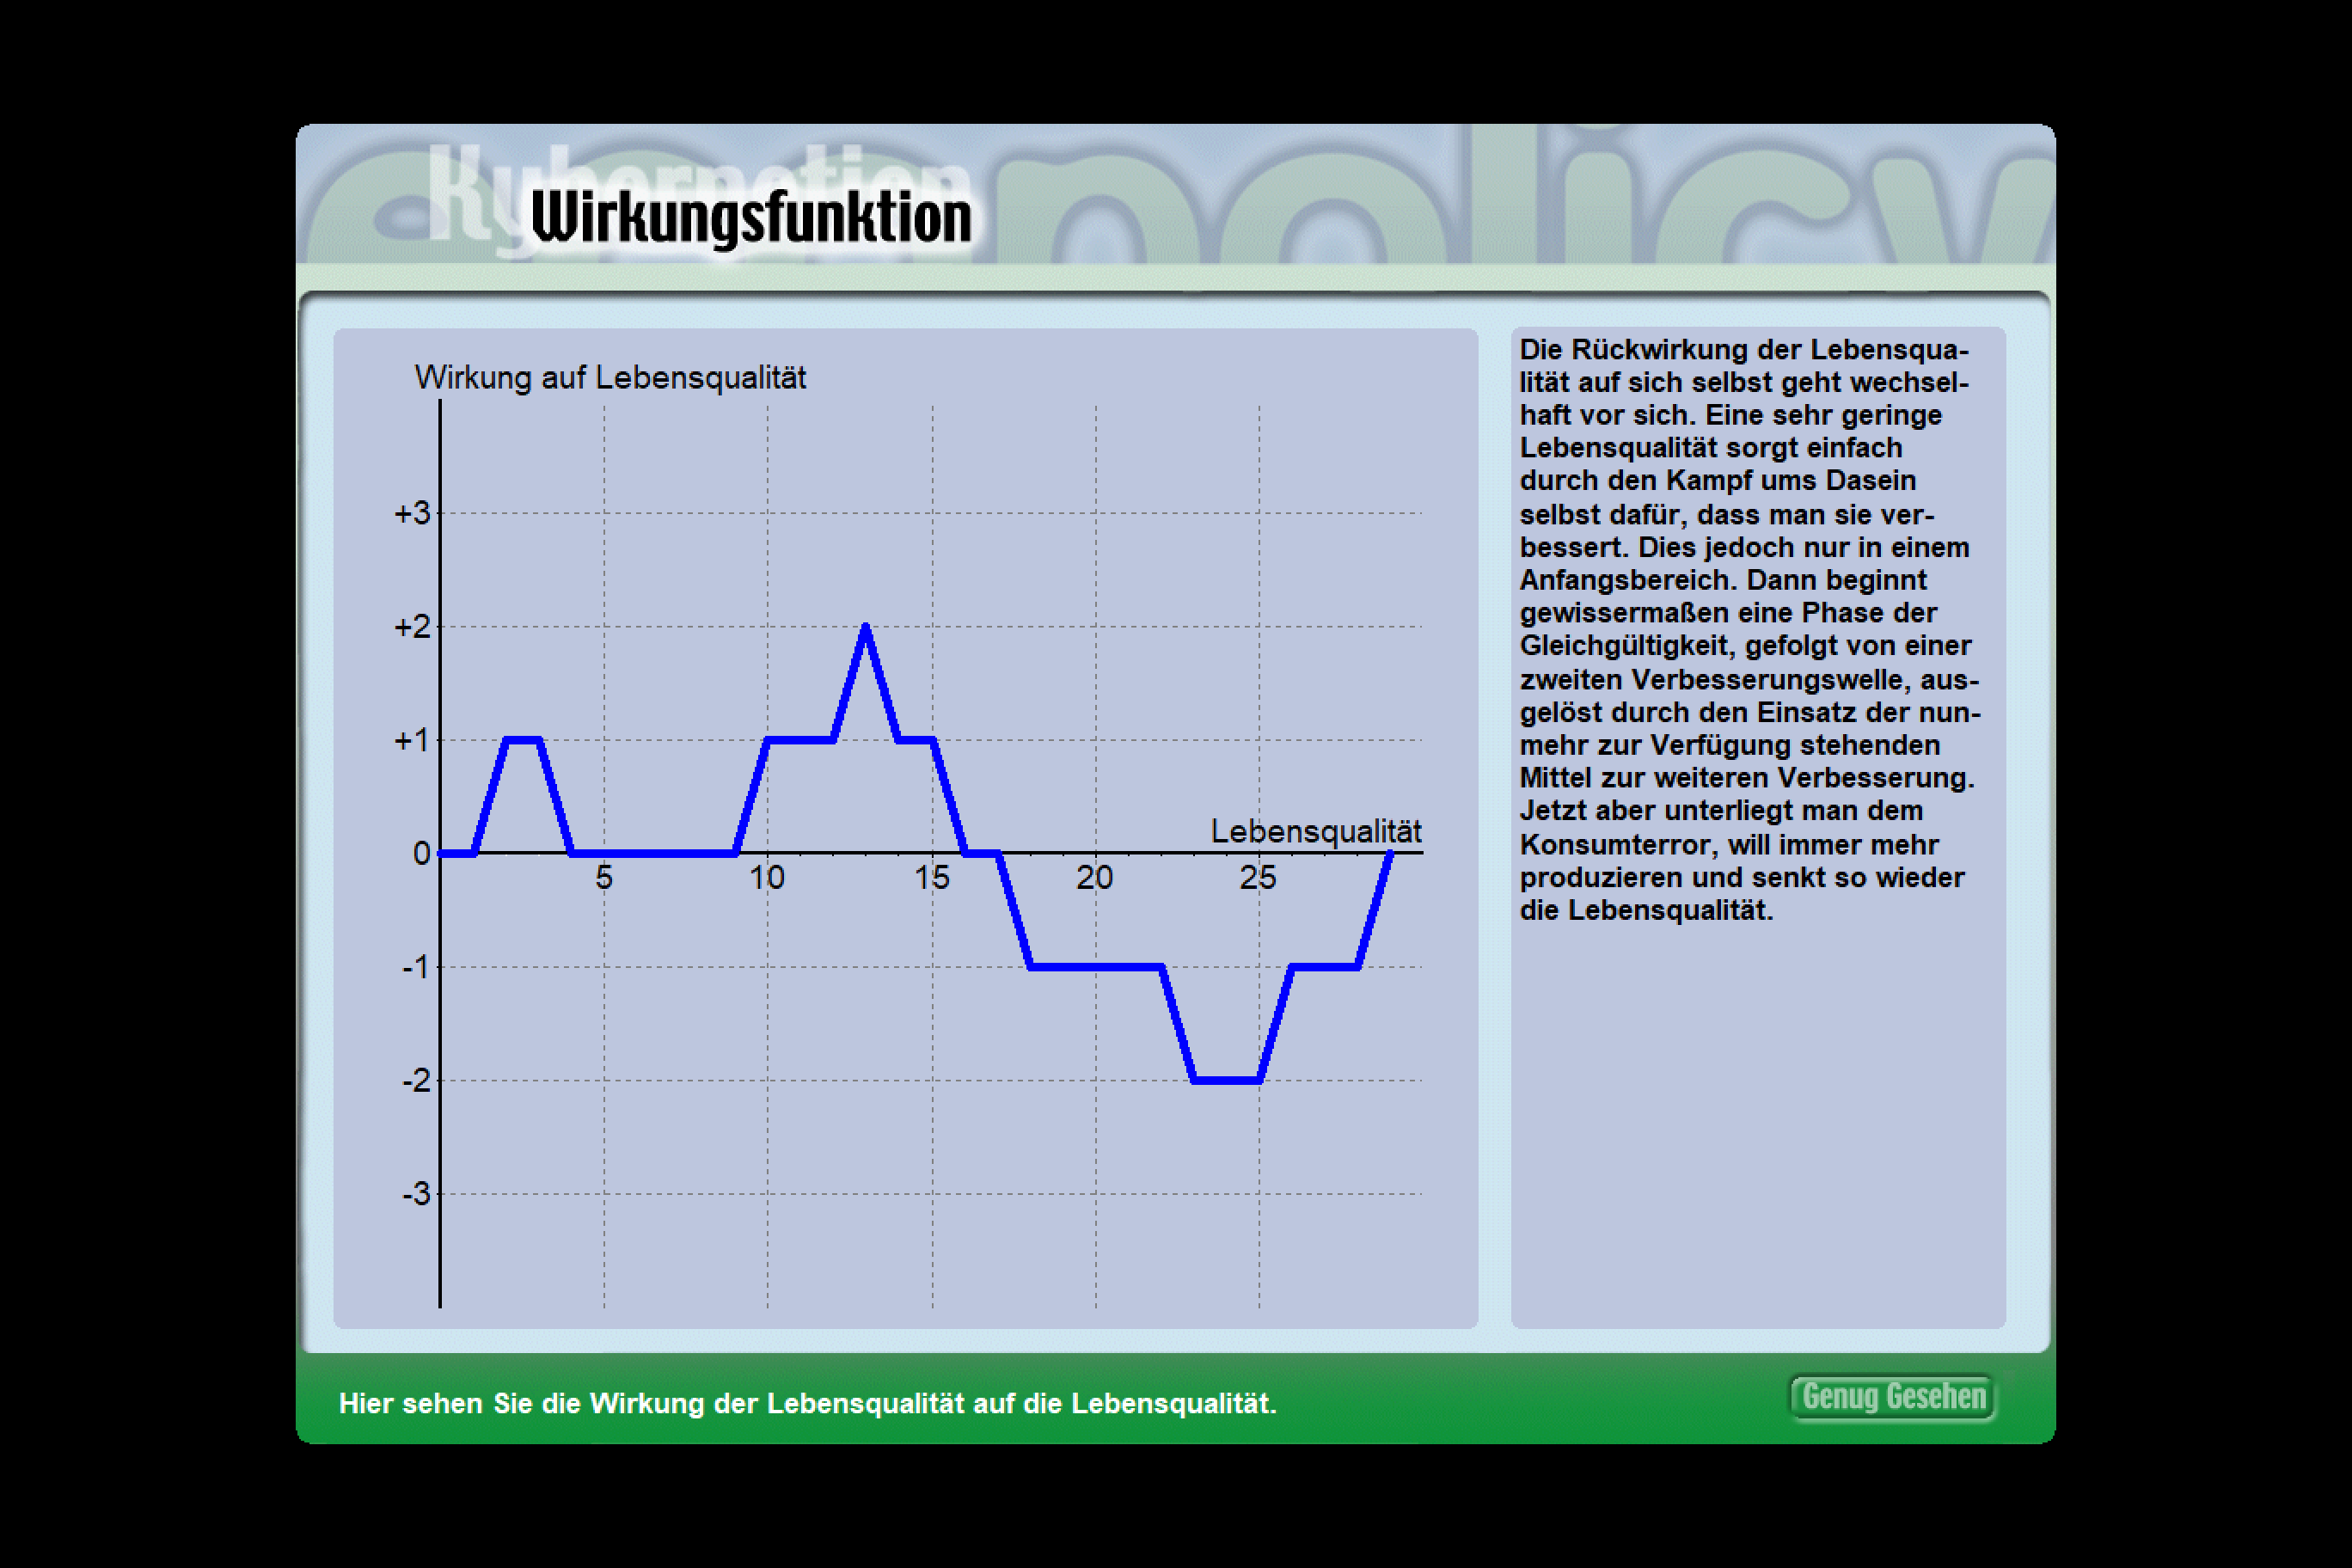 ecopolicy
Kybernetien
Wirkungsfunktion
Wirkung auf Lebensqualität
+3
+2
+1
0
-1
-2
-3
5
10
15
20
25
Lebensqualität
Die Rückwirkung der Lebensqua-
lität auf sich selbst geht wechsel-
haft vor sich. Eine sehr geringe
Lebensqualität sorgt einfach
durch den Kampf ums Dasein
selbst dafür, dass man sie ver-
bessert. Dies jedoch nur in einem
Anfangsbereich. Dann beginnt
gewissermaßen eine Phase der
Gleichgültigkeit, gefolgt von einer
zweiten Verbesserungswelle, aus-
gelöst durch den Einsatz der nun-
mehr zur Verfügung stehenden
Mittel zur weiteren Verbesserung.
Jetzt aber unterliegt man dem
Konsumterror, will immer mehr
produzieren und senkt so wieder
die Lebensqualität.
Hier sehen Sie die Wirkung der Lebensqualität auf die Lebensqualität.
Genug Gesehen